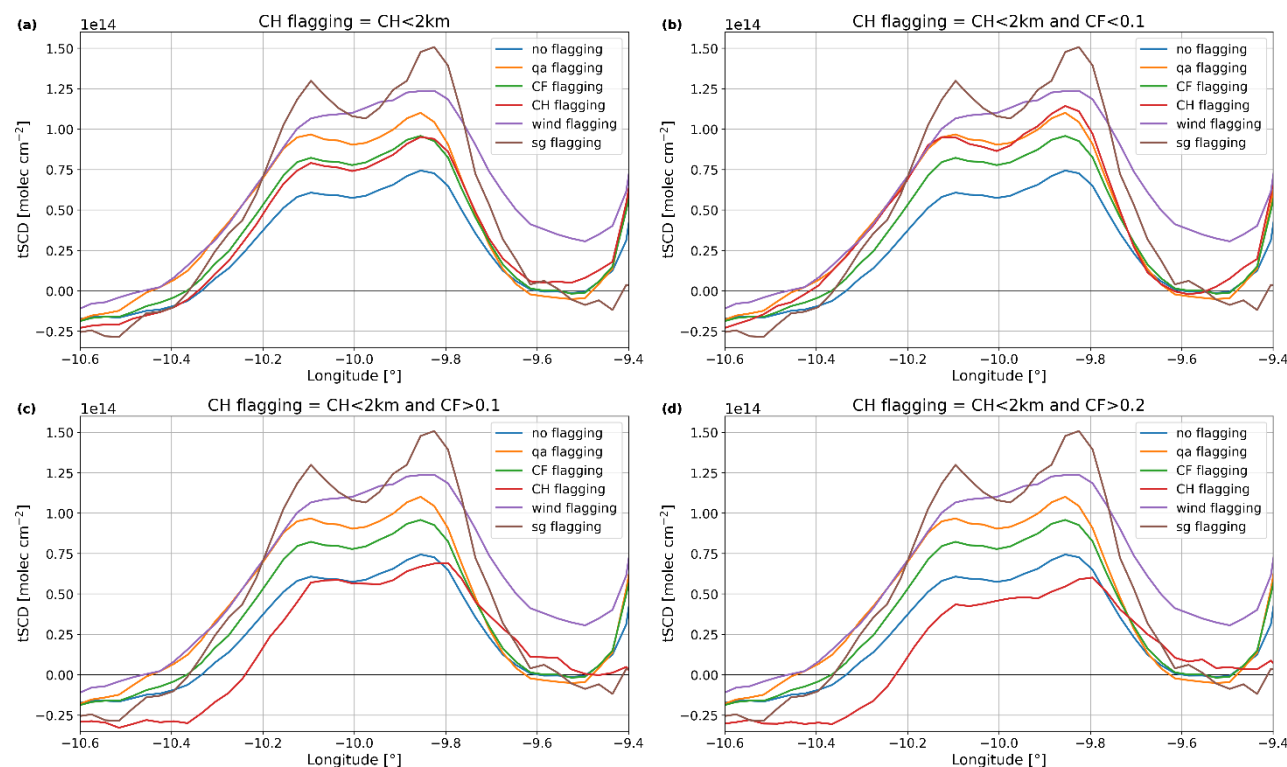 (a)
CH flagging = CH<2km
1e14
tSCD [molec cm−2]
1.50
1.25
1.00
0.75
0.50
0.25
0.00
−0.25
no flagging
qa flagging
CF flagging
CH flagging
wind flagging
sg flagging
−10.6 −10.4 −10.2 −10.0 −9.8 −9.6 −9.4
Longitude [°]
(b)
CH flagging = CH<2km and CF<0.1
1e14
tSCD [molec cm−2]
1.50
1.25
1.00
0.75
0.50
0.25
0.00
−0.25
no flagging
qa flagging
CF flagging
CH flagging
wind flagging
sg flagging
−10.6 −10.4 −10.2 −10.0 −9.8 −9.6 −9.4
Longitude [°]
(c)
CH flagging = CH<2km and CF>0.1
1e14
tSCD [molec cm−2]
1.50
1.25
1.00
0.75
0.50
0.25
0.00
−0.25
no flagging
qa flagging
CF flagging
CH flagging
wind flagging
sg flagging
−10.6 −10.4 −10.2 −10.0 −9.8 −9.6 −9.4
Longitude [°]
(d)
CH flagging = CH<2km and CF>0.2
1e14
tSCD [molec cm−2]
1.50
1.25
1.00
0.75
0.50
0.25
0.00
−0.25
no flagging
qa flagging
CF flagging
CH flagging
wind flagging
sg flagging
−10.6 −10.4 −10.2 −10.0 −9.8 −9.6 −9.4
Longitude [°]